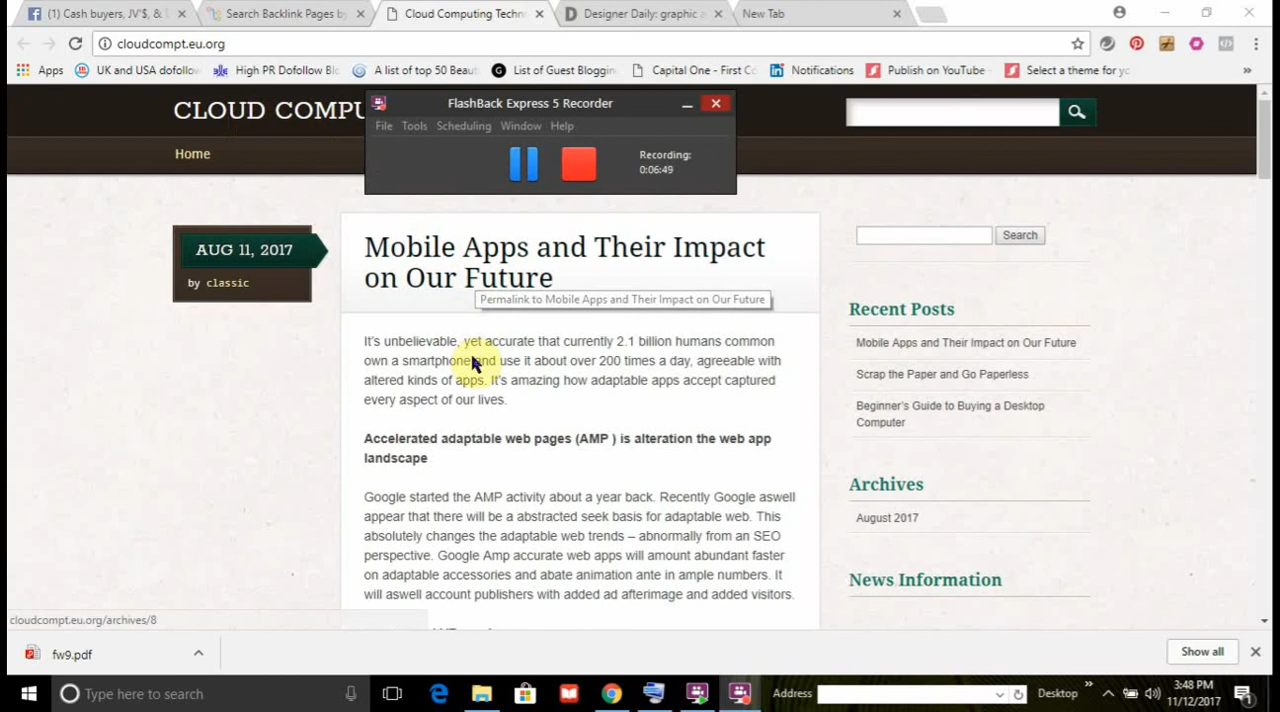 (1) Cash buyers, JV'$, &
Search Backlink Pages by
Cloud Computing Techn
Designer Daily: graphic a
New Tab
cloudcompt.eu.org
Apps
UK and USA dofollow
High PR Dofollow Bl
A list of top 50 Beau
List of Guest Bloggin
Capital One - First C
Notifications
Publish on YouTube
Select a theme for yo
CLOUD COMPU
FlashBack Express 5 Recorder
File Tools Scheduling Window Help
Recording:
0:06:49
Home
AUG 11, 2017
by classic
Mobile Apps and Their Impact
on Our Future
Permalink to Mobile Apps and Their Impact on Our Future
It's unbelievable, yet accurate that currently 2.1 billion humans common
own a smartphone and use it about over 200 times a day, agreeable with
altered kinds of apps. It's amazing how adaptable apps accept captured
every aspect of our lives.
Accelerated adaptable web pages (AMP ) is alteration the web app
landscape
Google started the AMP activity about a year back. Recently Google aswell
appear that there will be a abstracted seek basis for adaptable web. This
absolutely changes the adaptable web trends – abnormally from an SEO
perspective. Google Amp accurate web apps will amount abundant faster
on adaptable accessories and abate animation ante in ample numbers. It
will aswell account publishers with added ad afterimage and added visitors.
Search
Recent Posts
Mobile Apps and Their Impact on Our Future
Scrap the Paper and Go Paperless
Beginner's Guide to Buying a Desktop
Computer
Archives
August 2017
News Information
cloudcompt.eu.org/archives/8
fw9.pdf
Show all
Type here to search
Address
Desktop
3:48 PM
11/12/2017